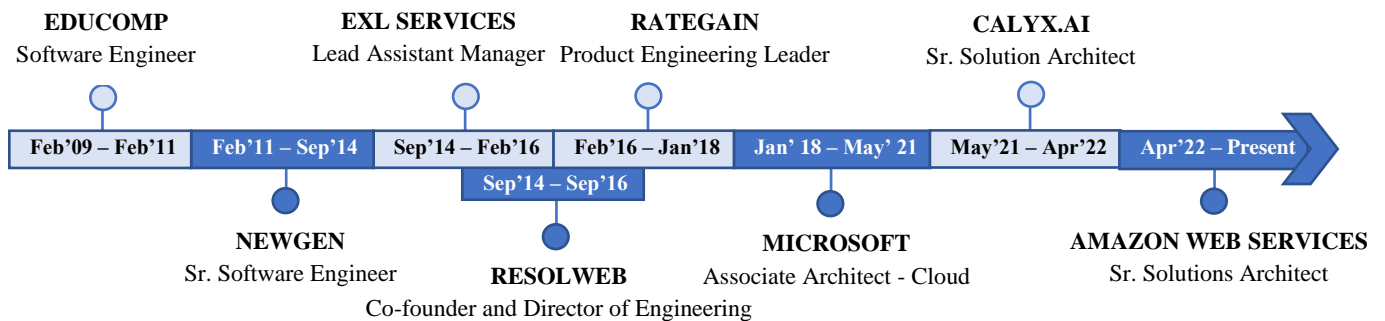 EDUCOMP
Software Engineer
EXL SERVICES
Lead Assistant Manager
RATEGAIN
Product Engineering Leader
CALYX.AI
Sr. Solution Architect
Feb’09 – Feb’11
Feb’11 – Sep’14
Sep’14 – Feb’16
Feb’16 – Jan’18
Jan’ 18 – May’ 21
May’21 – Apr’22
Apr’22 – Present
Sep’14 – Sep’16
NEWGEN
Sr. Software Engineer
RESOLWEB
Co-founder and Director of Engineering
MICROSOFT
Associate Architect - Cloud
AMAZON WEB SERVICES
Sr. Solutions Architect